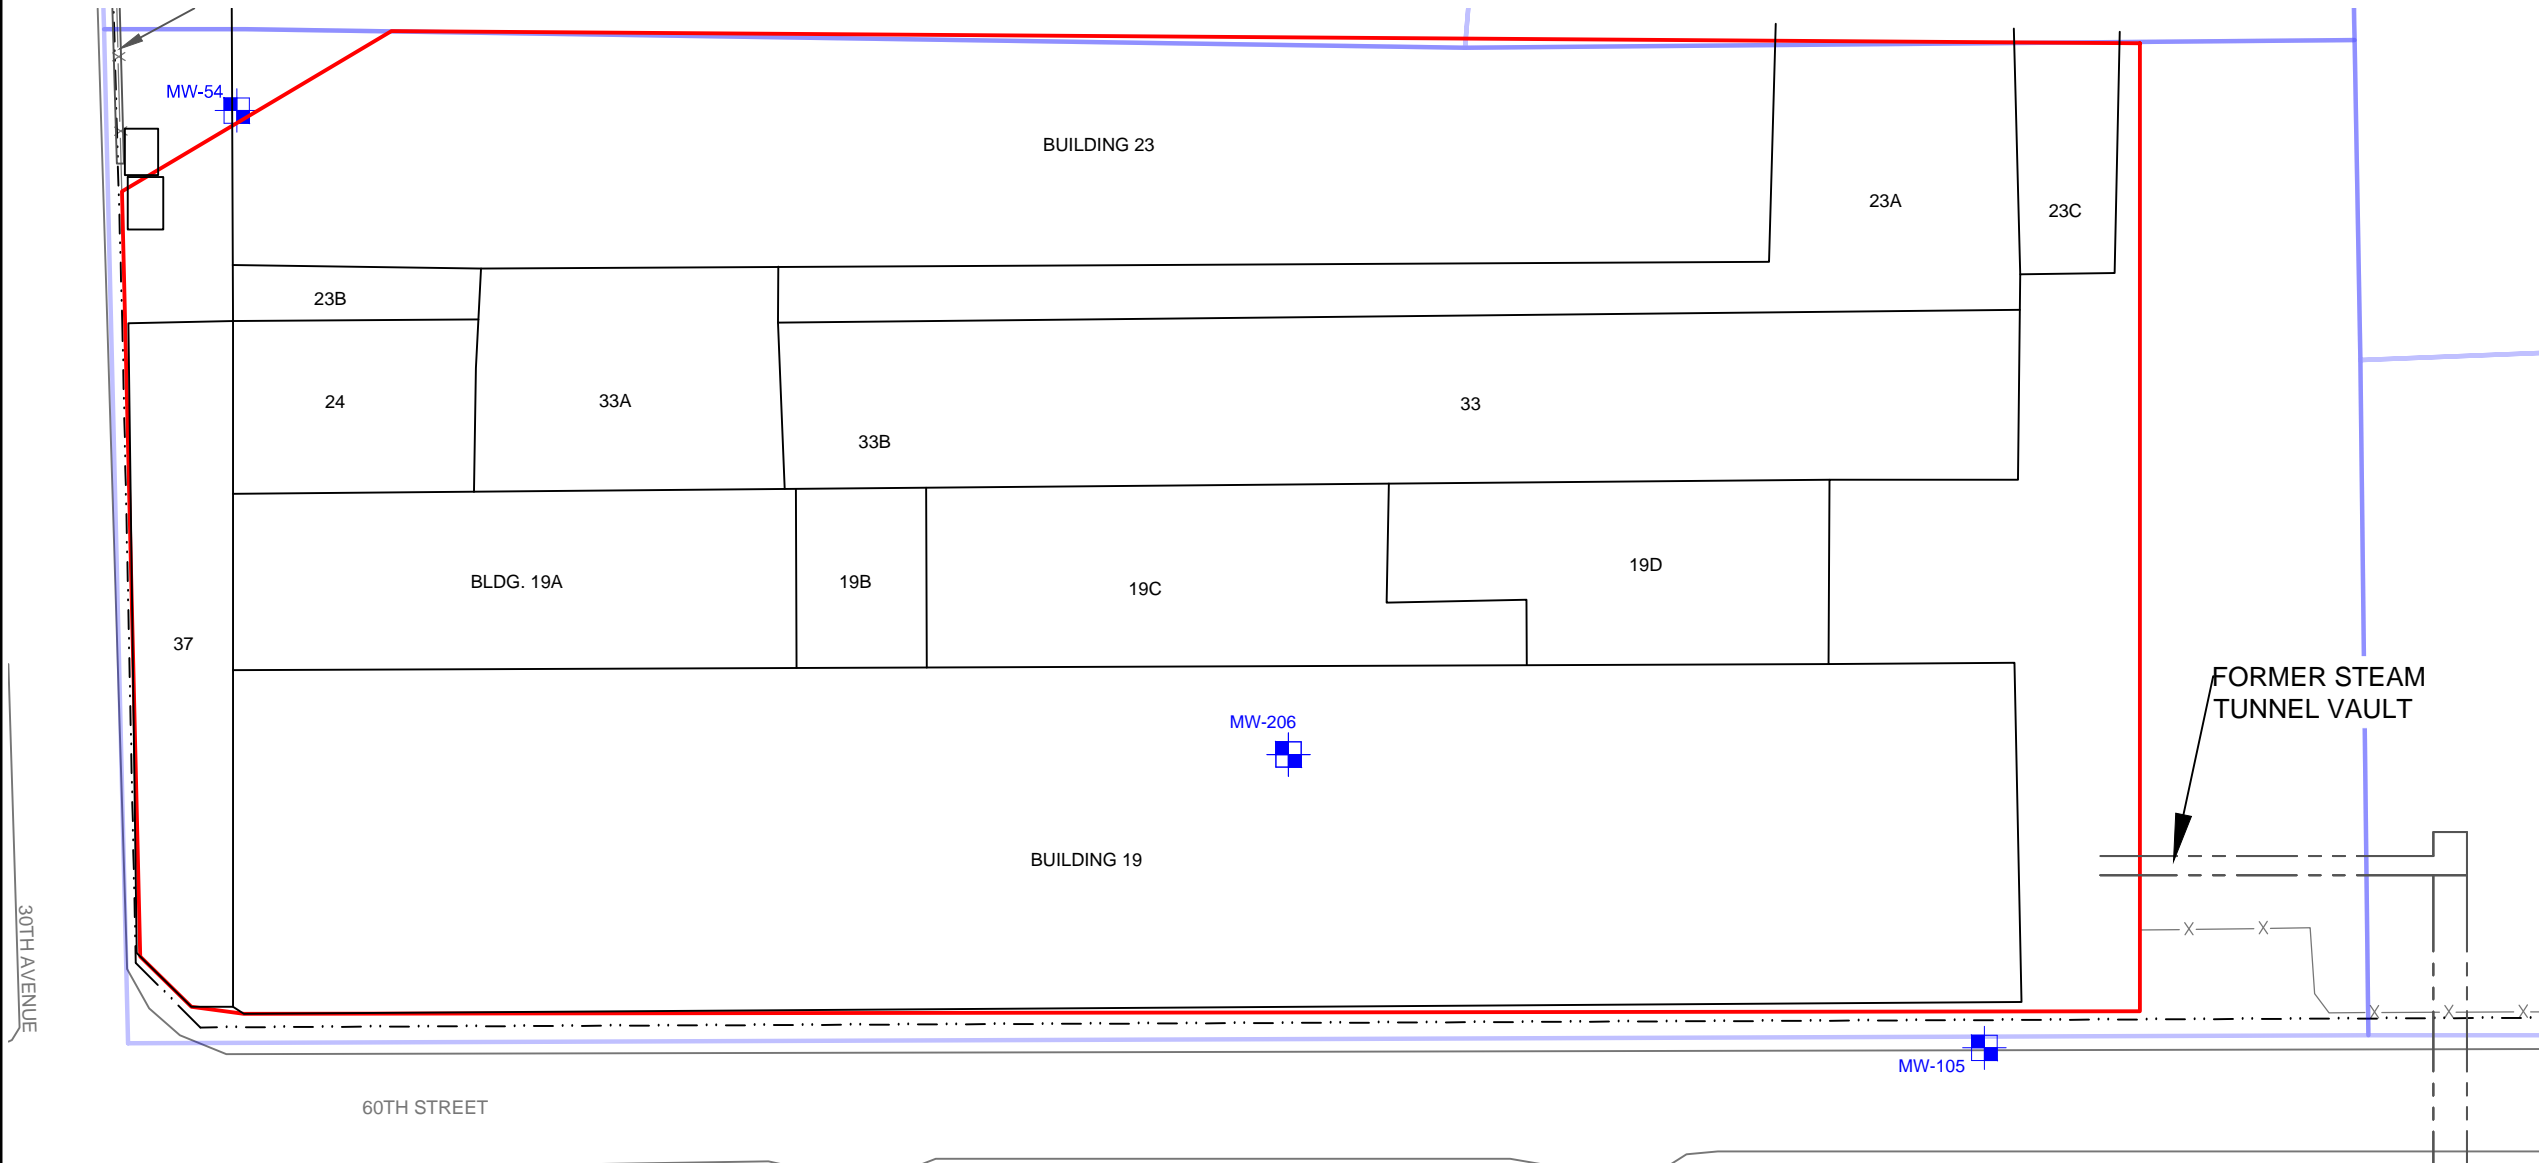 MW-54
BUILDING 23
23A
23C
23B
24
33A
33
33B
BLDG. 19A
19B
19C
19D
37
FORMER STEAM
TUNNEL VAULT
MW-206
BUILDING 19
30TH AVENUE
MW-105
60TH STREET